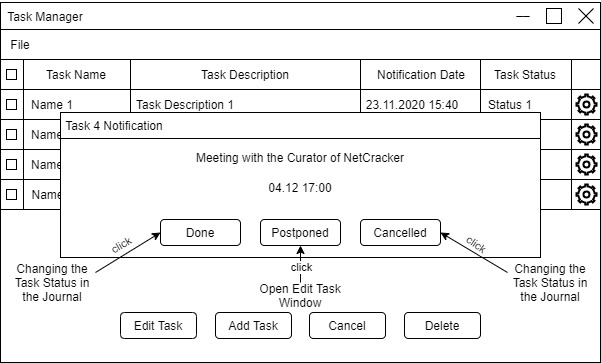 Task Manager
File
Task Name Task Description Notification Date Task Status
Name 1 Task Description 1 23.11.2020 15:40 Status 1
Name
Name
Name
Task 4 Notification
Meeting with the Curator of NetCracker
04.12 17:00
Done Postponed Cancelled
click click
click
Changing the
Task Status in
the Journal
Open Edit Task
Window
Changing the
Task Status in
the Journal
Edit Task Add Task Cancel Delete